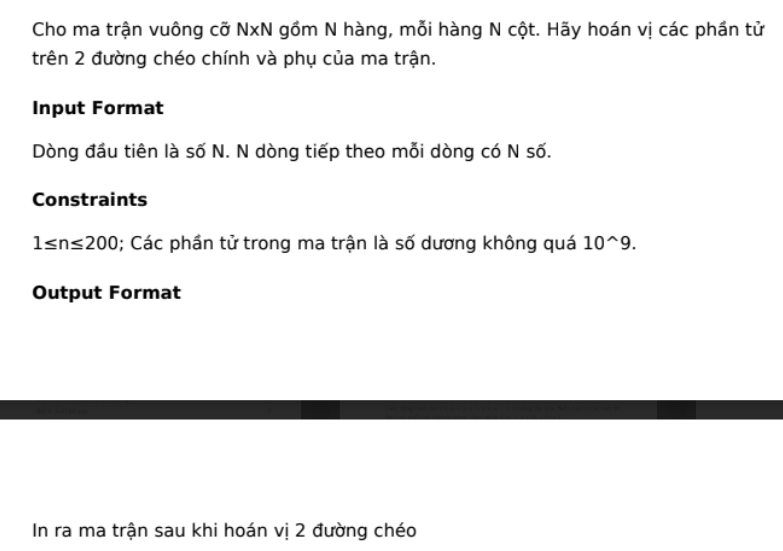 Cho ma trận vuông cỡ NxN gồm N hàng, mỗi hàng N cột. Hãy hoán vị các phần tử
trên 2 đường chéo chính và phụ của ma trận.
Input Format
Dòng đầu tiên là số N. N dòng tiếp theo mỗi dòng có N số.
Constraints
1≤n≤200; Các phần tử trong ma trận là số dương không quá 10^9.
Output Format
In ra ma trận sau khi hoán vị 2 đường chéo